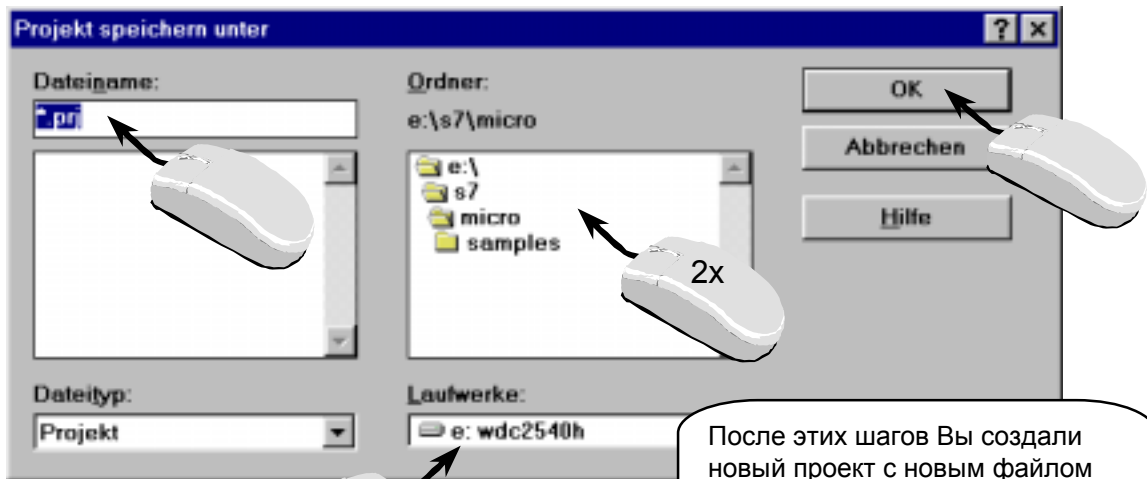 Projekt speichern unter
Dateiname:
*.prj
Ordner:
e:\s7\micro
e:\
s7
micro
samples
OK
Abbrechen
Hilfe
2x
Dateityp:
Projekt
Laufwerke:
e: wdc2540h
После этих шагов Вы создали
новый проект с новым файлом